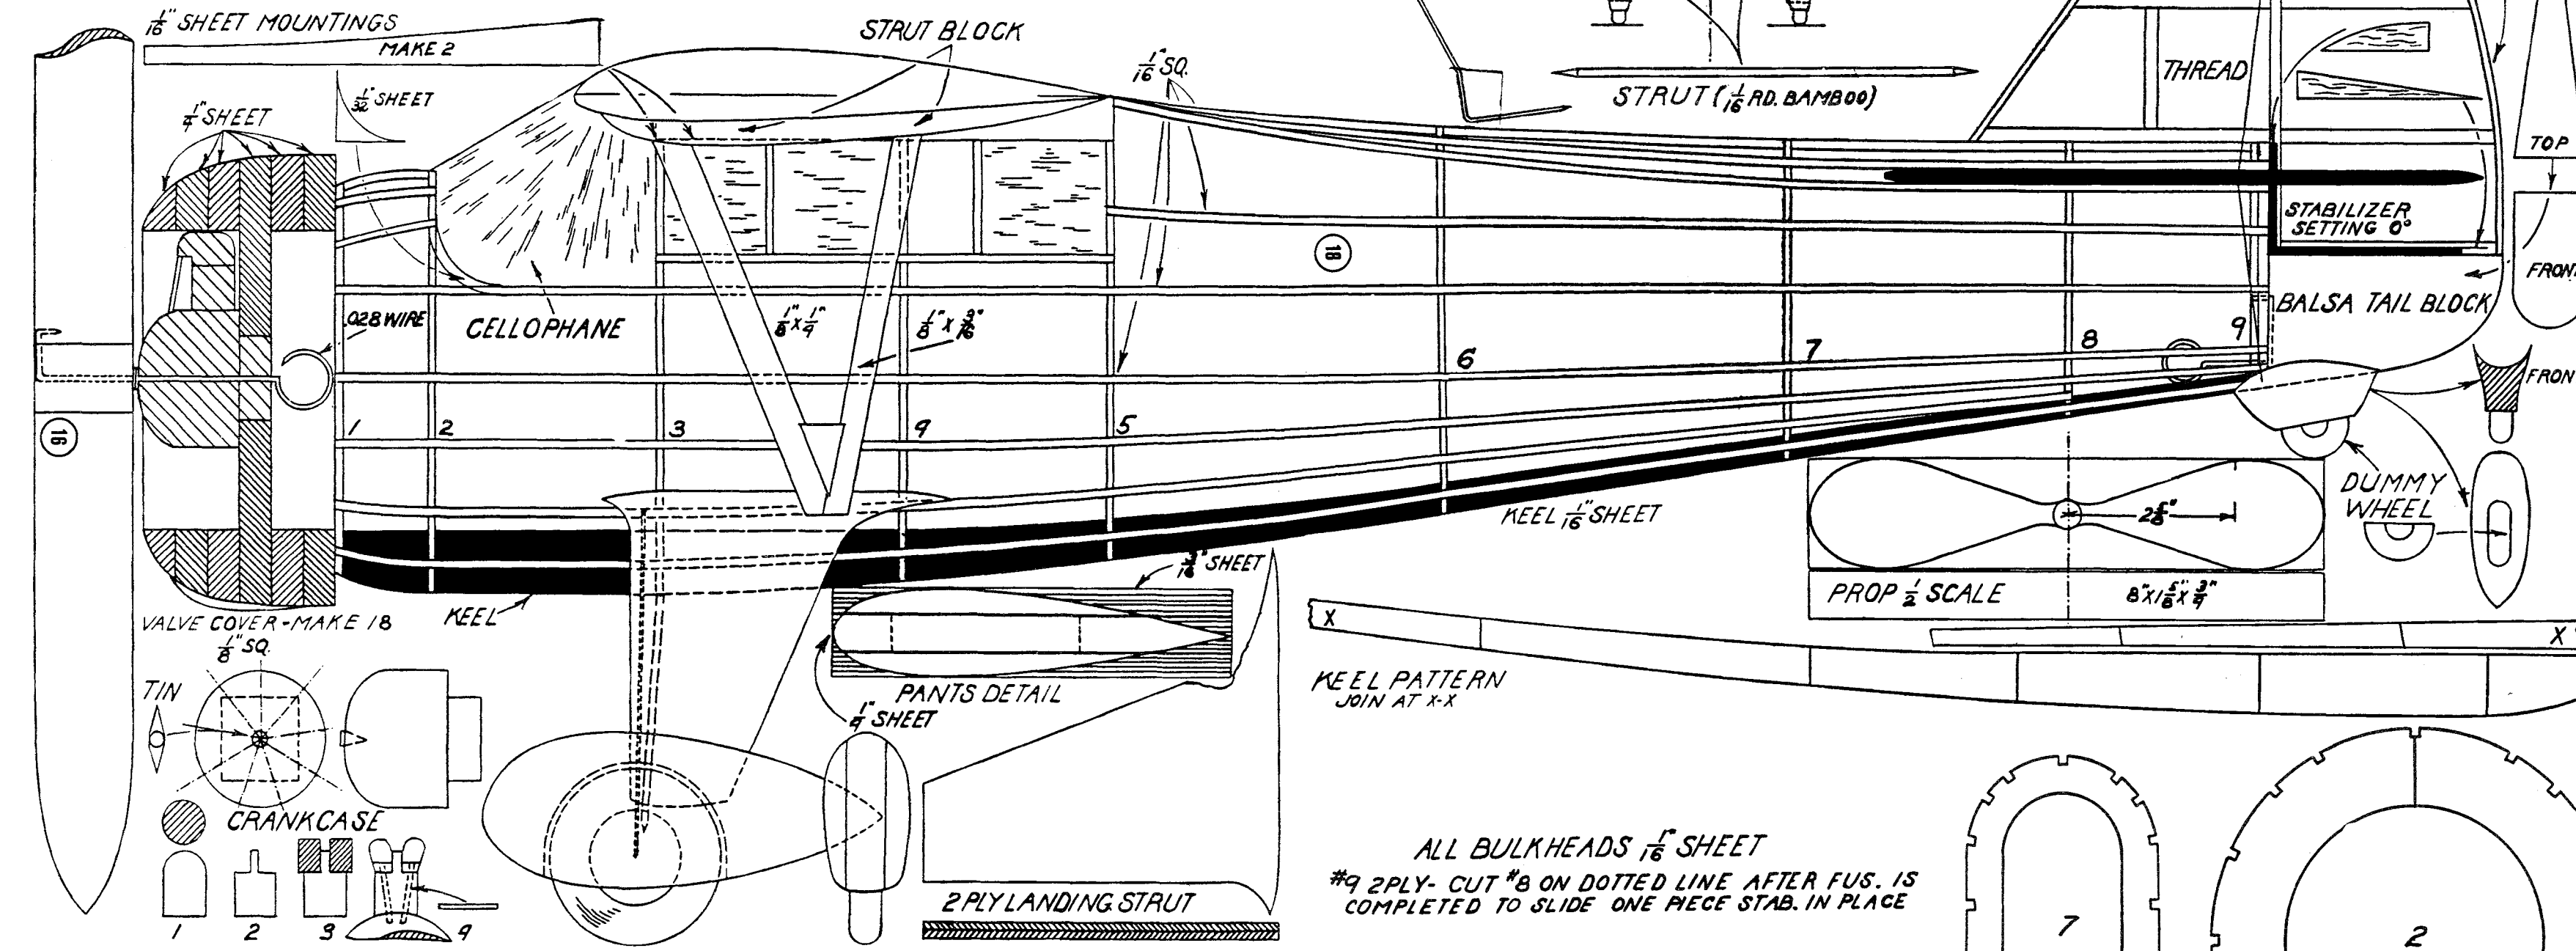 1/16" SHEET MOUNTINGS
MAKE 2
1/32" SHEET
1/4" SHEET
STRUT BLOCK
1/16" SQ.
STRUT (1/16" RD. BAMBOO)
THREAD
TOP
STABILIZER
SETTING 0°
FRONT
BALSA TAIL BLOCK
FRON
.028 WIRE
CELLOPHANE
1/8" X 1/4"
1/8" X 3/16"
18
16
1
2
3
4
5
6
7
8
9
KEEL 1/16" SHEET
DUMMY
WHEEL
PROP 1/2 SCALE
8" X 1 5/8" X 3/4"
KEEL
3/16" SHEET
VALVE COVER - MAKE 18
1/8" SQ.
TIN
PANTS DETAIL
1/4" SHEET
X
X
KEEL PATTERN
JOIN AT X-X
CRANKCASE
1
2
3
4
2 PLY LANDING STRUT
ALL BULKHEADS 1/16" SHEET
#9 2PLY- CUT #8 ON DOTTED LINE AFTER FUS. IS
COMPLETED TO SLIDE ONE PIECE STAB. IN PLACE
7
2